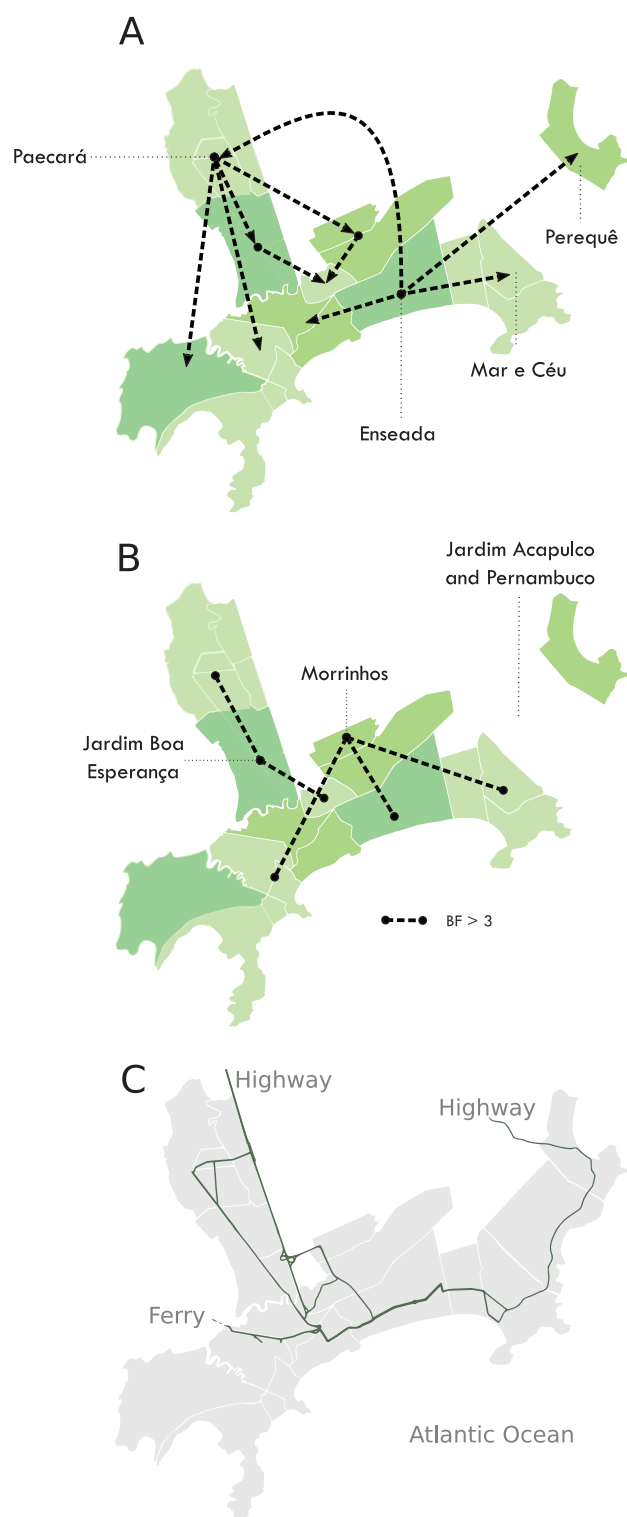 A
Paecará
Perequê
Mar e Céu
Enseada
B
Jardim Acapulco
and Pernambuco
Morrinhos
Jardim Boa
Esperança
BF > 3
C
Highway
Highway
Ferry
Atlantic Ocean